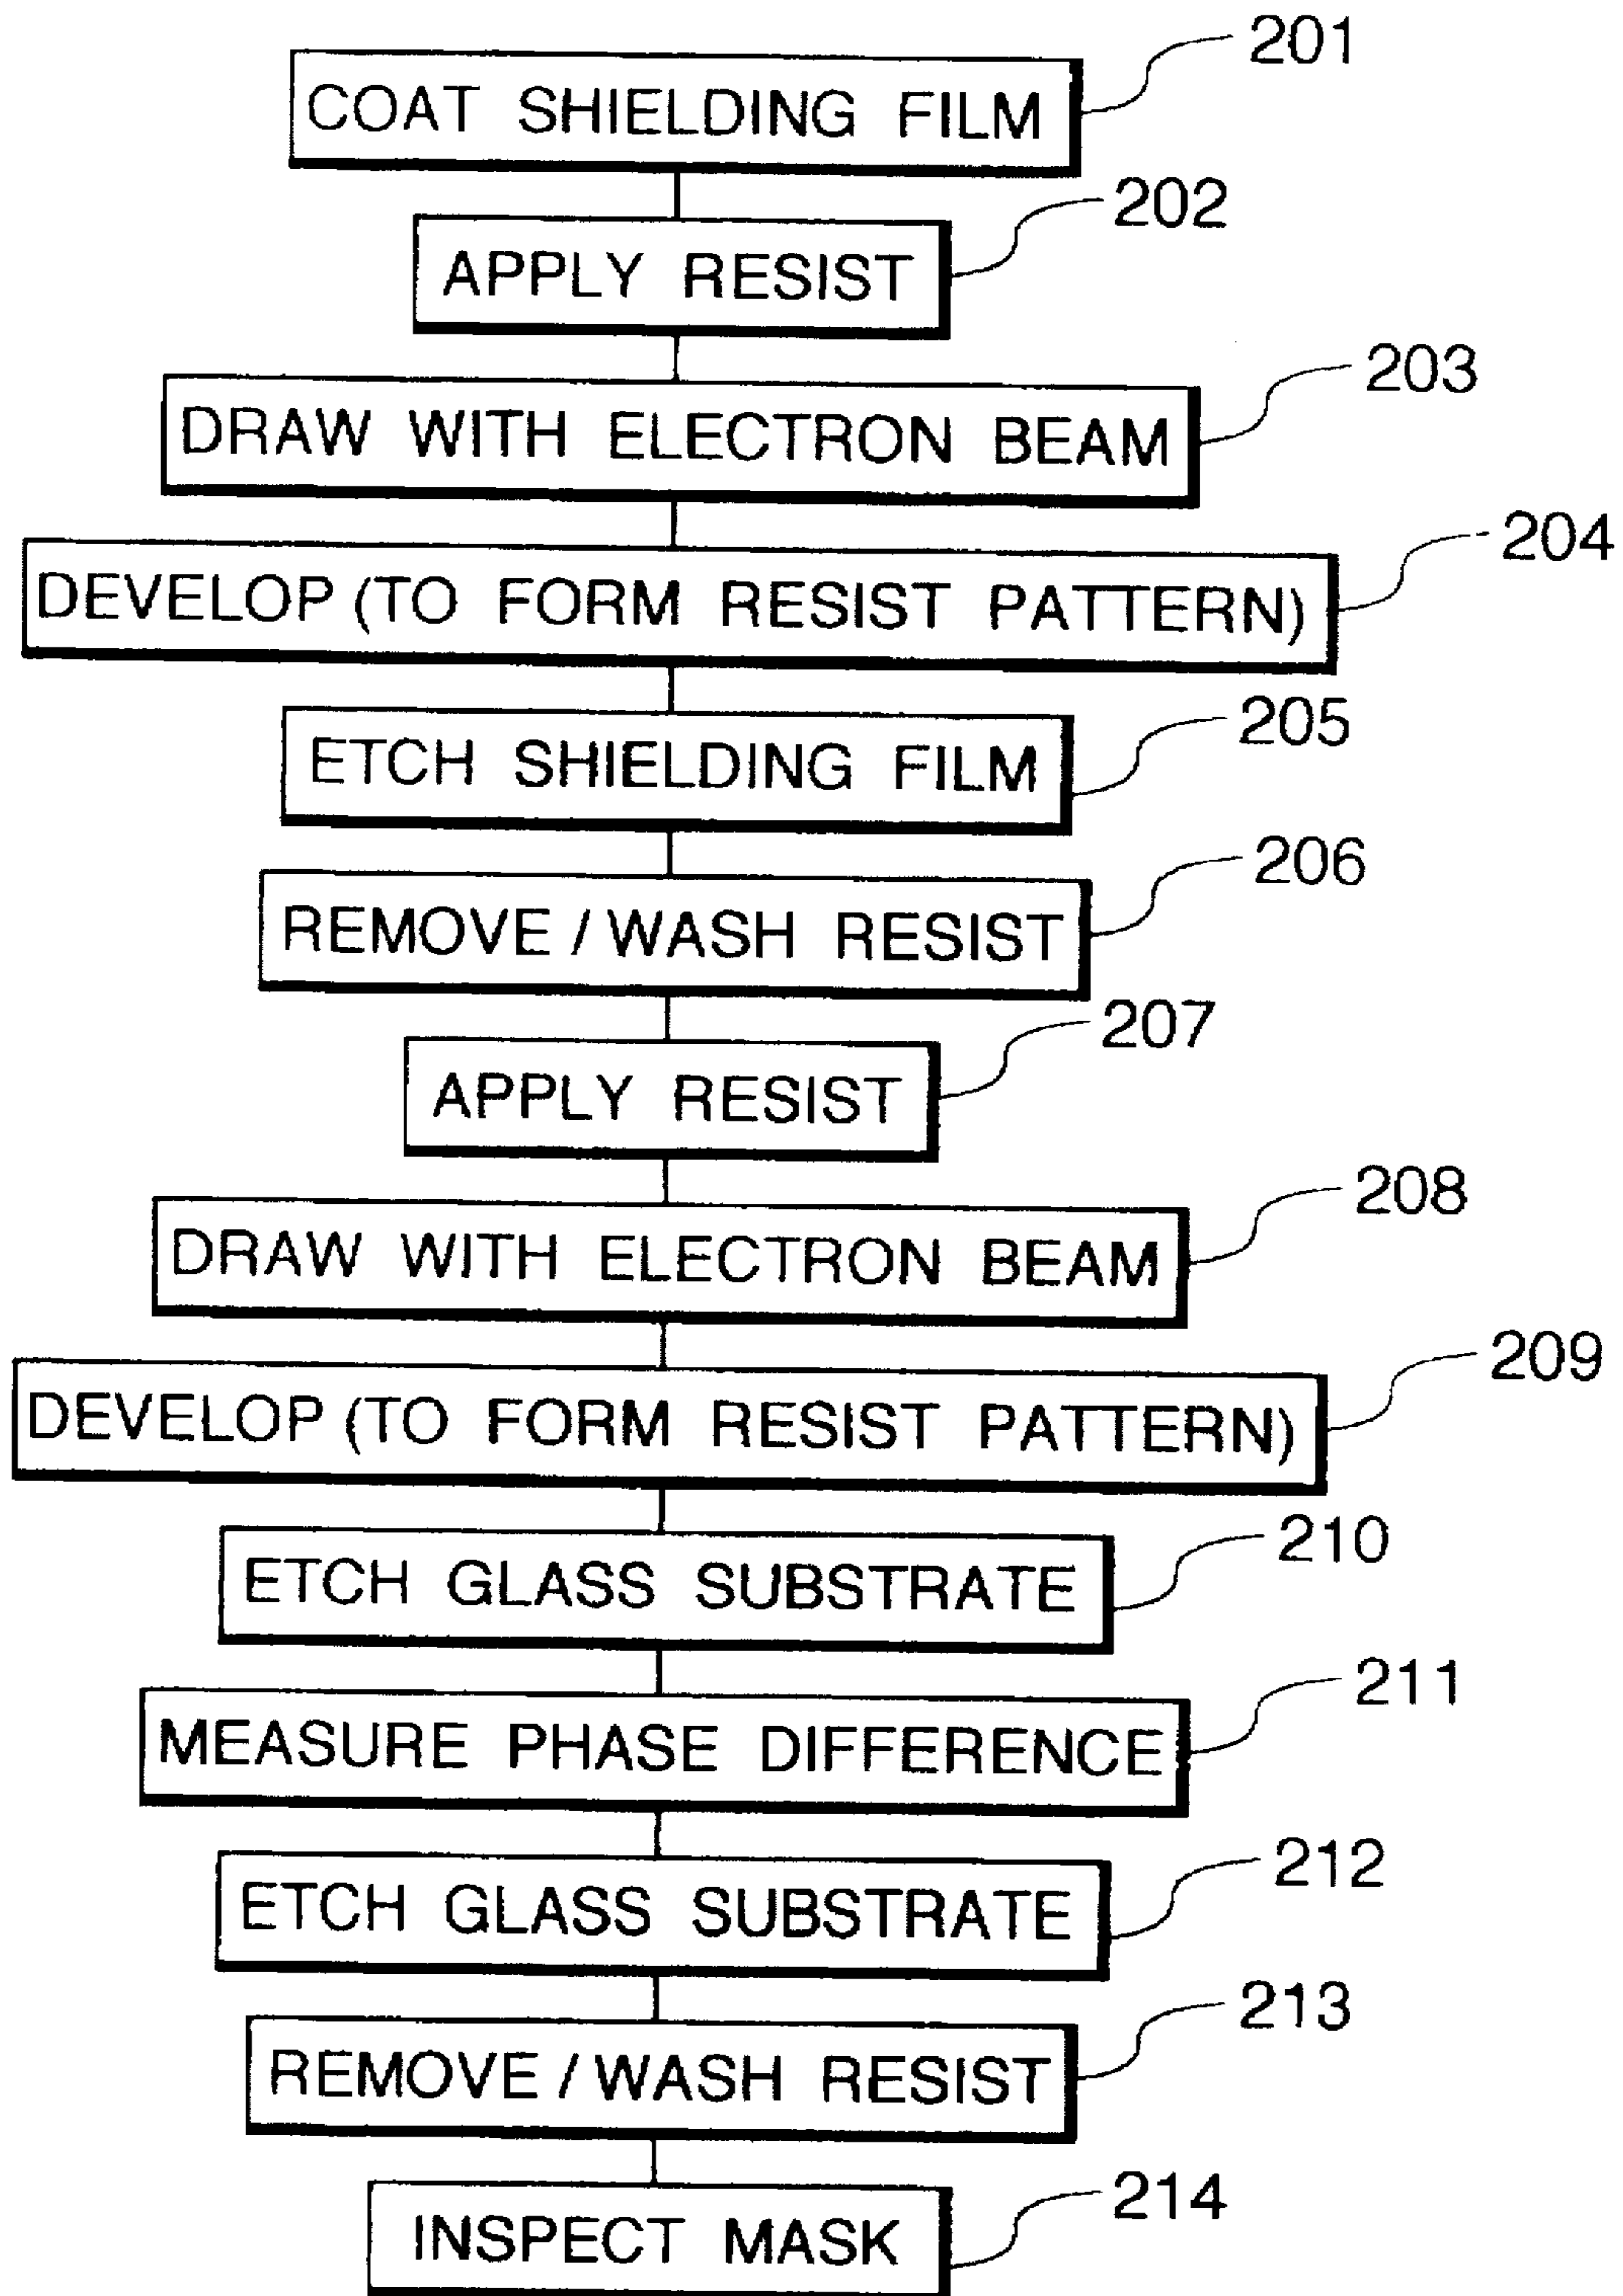 201
COAT SHIELDING FILM
202
APPLY RESIST
203
DRAW WITH ELECTRON BEAM
204
DEVELOP (TO FORM RESIST PATTERN)
205
ETCH SHIELDING FILM
206
REMOVE / WASH RESIST
207
APPLY RESIST
208
DRAW WITH ELECTRON BEAM
209
DEVELOP (TO FORM RESIST PATTERN)
210
ETCH GLASS SUBSTRATE
211
MEASURE PHASE DIFFERENCE
212
ETCH GLASS SUBSTRATE
213
REMOVE / WASH RESIST
214
INSPECT MASK